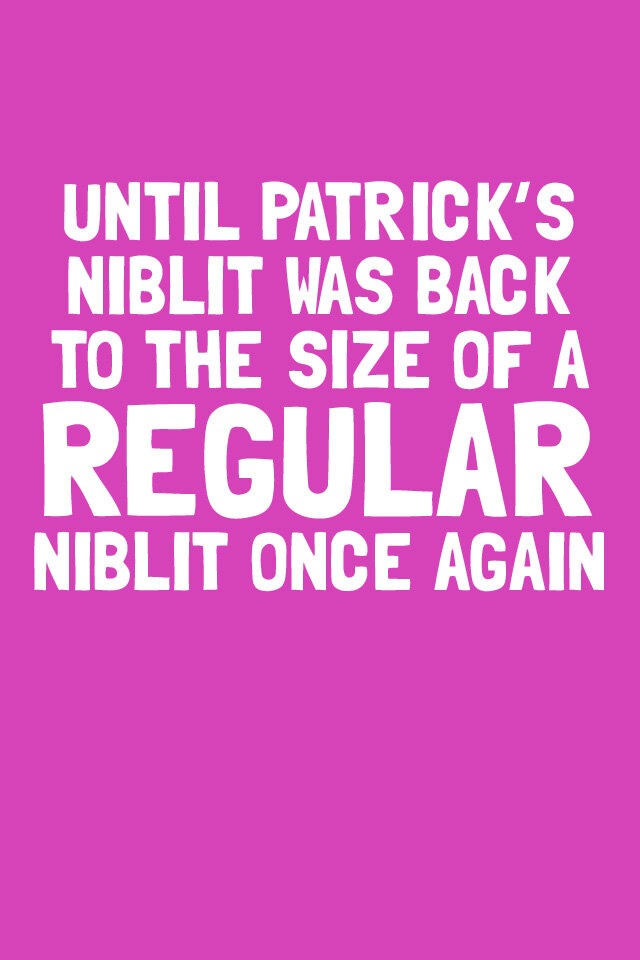 UNTIL PATRICK'S
NIBLIT WAS BACK
TO THE SIZE OF A
REGULAR
NIBLIT ONCE AGAIN